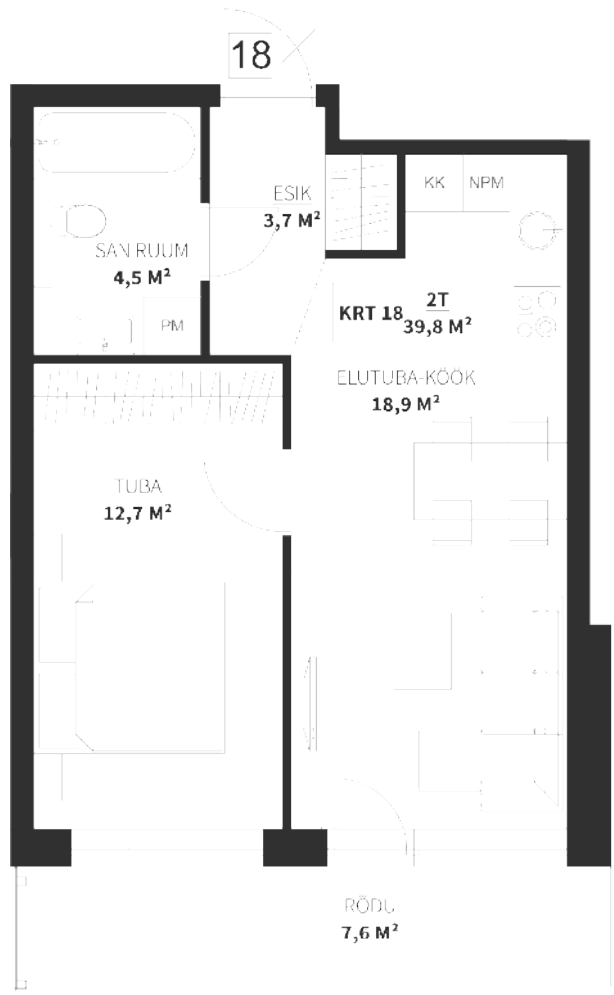 18
ESIK
3,7 M²
KK NPM
SAN RUUM
4,5 M²
PM
KRT 18 2T
39,8 M²
ELUTUBA-KÖÖK
18,9 M²
TUBA
12,7 M²
RÕDU
7,6 M²